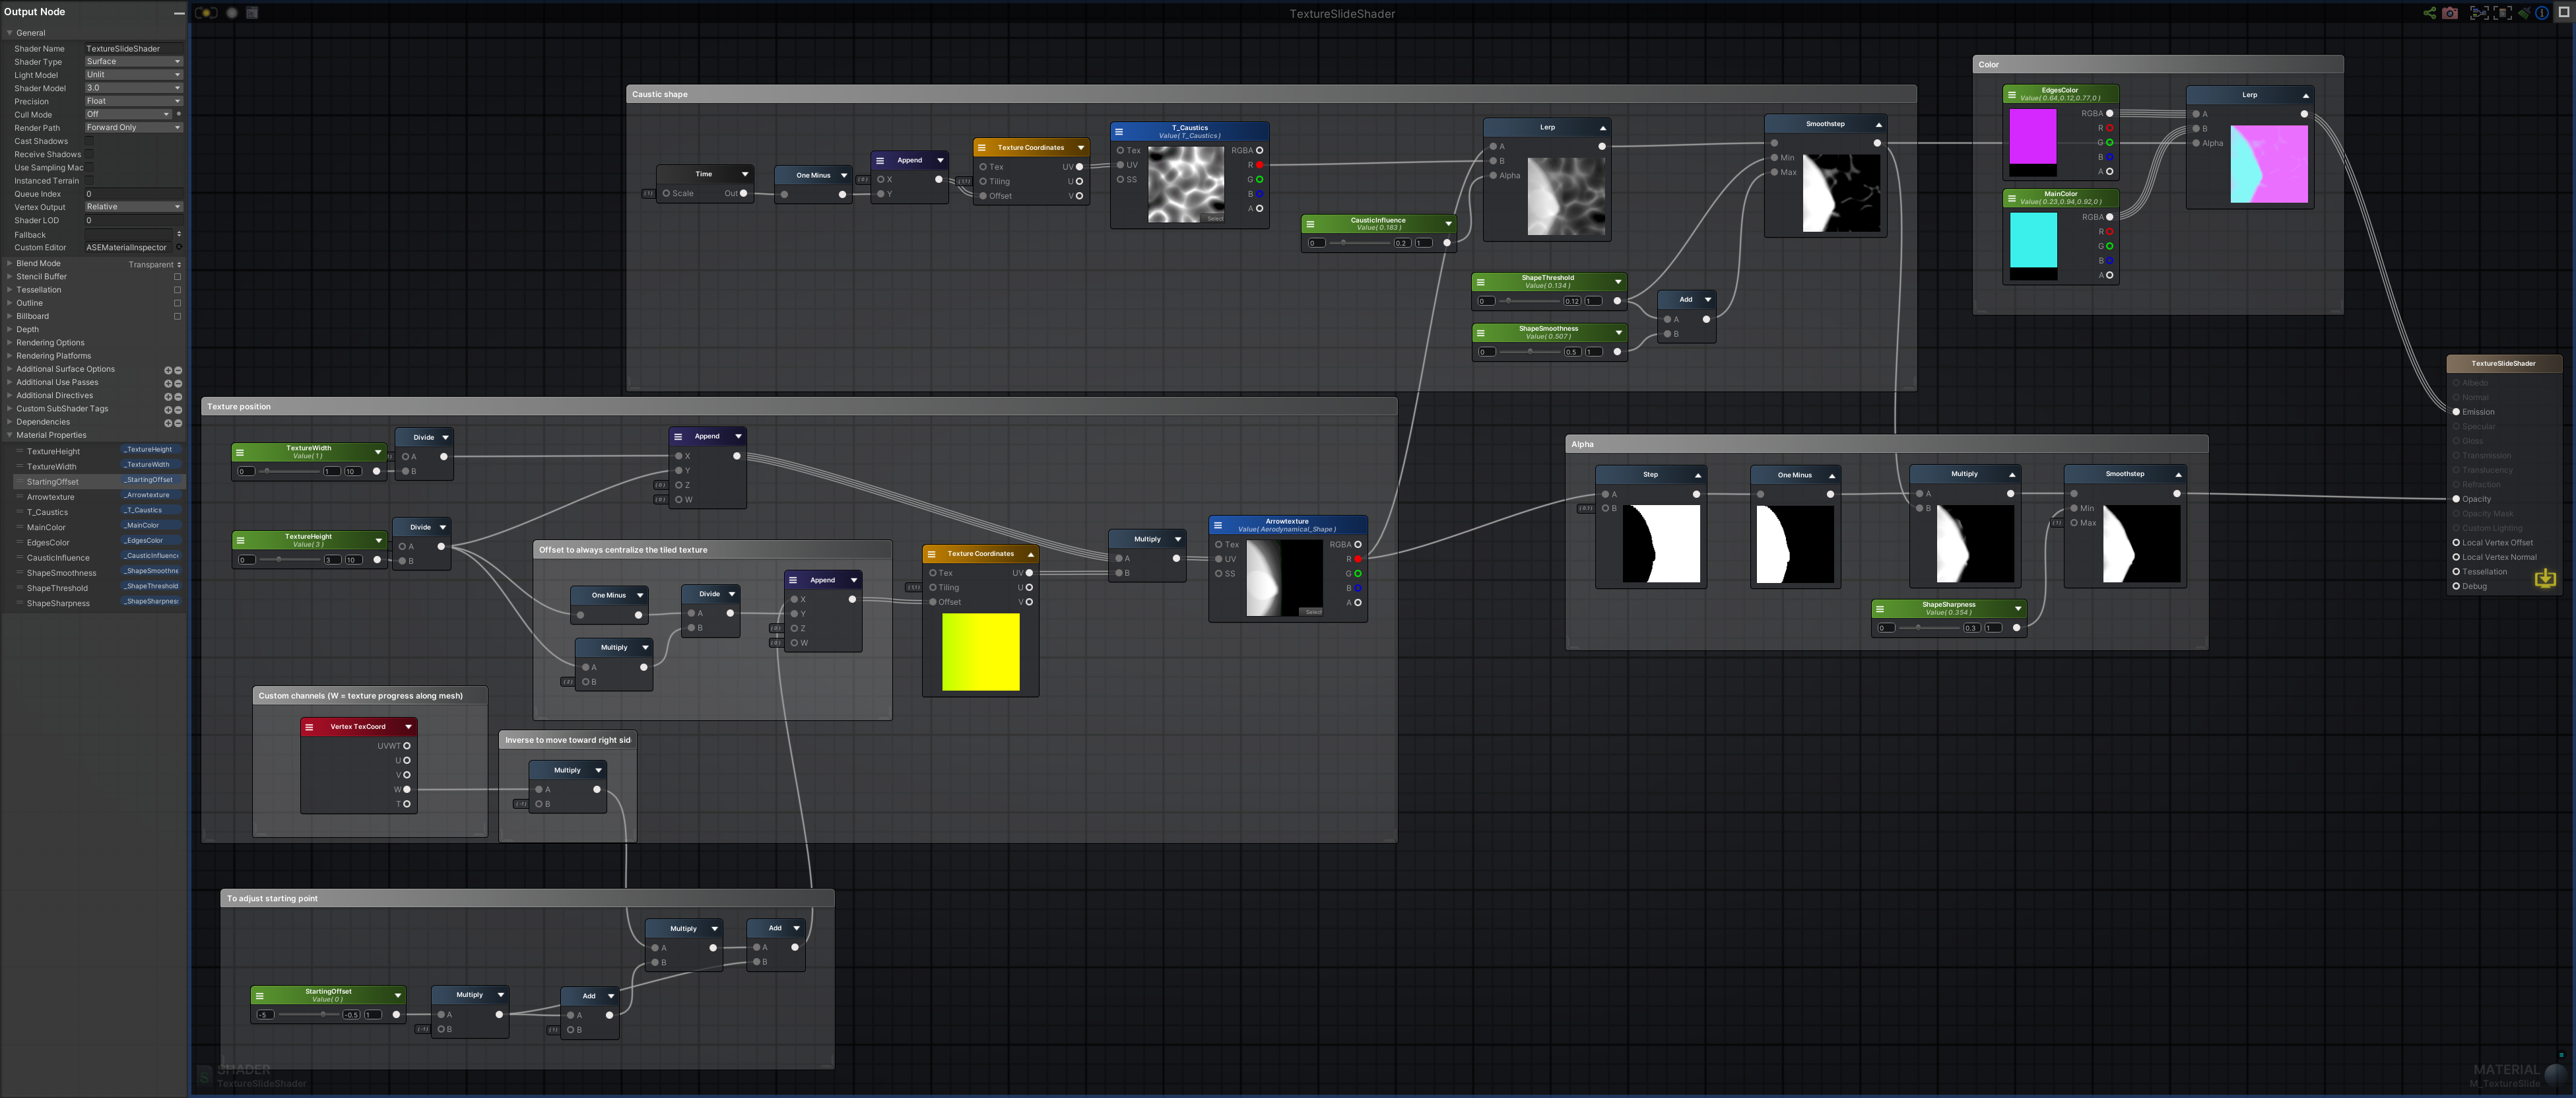 Output Node
General
Shader Name TextureSlideShader
Shader Type Surface
Light Model Unlit
Shader Model 3.0
Precision Float
Cull Mode Off
Render Path Forward Only
Cast Shadows
Receive Shadows
Use Sampling Mac
Instanced Terrain
Queue Index 0
Vertex Output Relative
Shader LOD 0
Fallback
Custom Editor ASEMaterialInspector
Blend Mode Transparent
Stencil Buffer
Tessellation
Outline
Billboard
Depth
Rendering Options
Rendering Platforms
Additional Surface Options
Additional Use Passes
Additional Directives
Custom SubShader Tags
Dependencies
Material Properties
TextureHeight _TextureHeight
TextureWidth _TextureWidth
StartingOffset _StartingOffset
Arrowtexture _Arrowtexture
T_Caustics _T_Caustics
MainColor _MainColor
EdgesColor _EdgesColor
CausticInfluence _CausticInfluence
ShapeSmoothness _ShapeSmoothne
ShapeThreshold _ShapeThreshold
ShapeSharpness _ShapeSharpness
TextureSlideShader
Caustic shape
Time
Scale Out
One Minus
Append
X
Y
Texture Coordinates
Tex UV
Tiling U
Offset V
T_Caustics
Value( T_Caustics )
Tex RGBA
UV R
SS G
B
A
Select
CausticInfluence
Value( 0.183 )
0 0.2 1
Lerp
A
B
Alpha
ShapeThreshold
Value( 0.134 )
0 0.12 1
ShapeSmoothness
Value( 0.507 )
0 0.5 1
Add
A
B
Smoothstep
Min
Max
Color
EdgesColor
Value( 0.64,0.12,0.77,0 )
RGBA
R
G
B
A
MainColor
Value( 0.23,0.94,0.92,0 )
RGBA
R
G
B
A
Lerp
A
B
Alpha
Texture position
TextureWidth
Value( 1 )
0 1 10
Divide
A
B
TextureHeight
Value( 3 )
0 3 10
Divide
A
B
Append
X
Y
Z
W
Offset to always centralize the tiled texture
One Minus
Multiply
A
B
Divide
A
B
Append
X
Y
Z
W
Texture Coordinates
Tex UV
Tiling U
Offset V
Multiply
A
B
Arrowtexture
Value( Aerodynamical_Shape )
Tex RGBA
UV R
SS G
B
A
Select
Custom channels (W = texture progress along mesh)
Vertex TexCoord
UVWT
U
V
W
T
Inverse to move toward right sid
Multiply
A
B
To adjust starting point
StartingOffset
Value( 0 )
-5 -0.5 1
Multiply
A
B
Add
A
B
Multiply
A
B
Add
A
B
Alpha
Step
A
B
One Minus
Multiply
A
B
Smoothstep
Min
Max
ShapeSharpness
Value( 0.354 )
0 0.3 1
TextureSlideShader
Albedo
Normal
Emission
Specular
Gloss
Transmission
Translucency
Refraction
Opacity
Opacity Mask
Custom Lighting
Local Vertex Offset
Local Vertex Normal
Tessellation
Debug
SHADER
TextureSlideShader
MATERIAL
M_TextureSlide